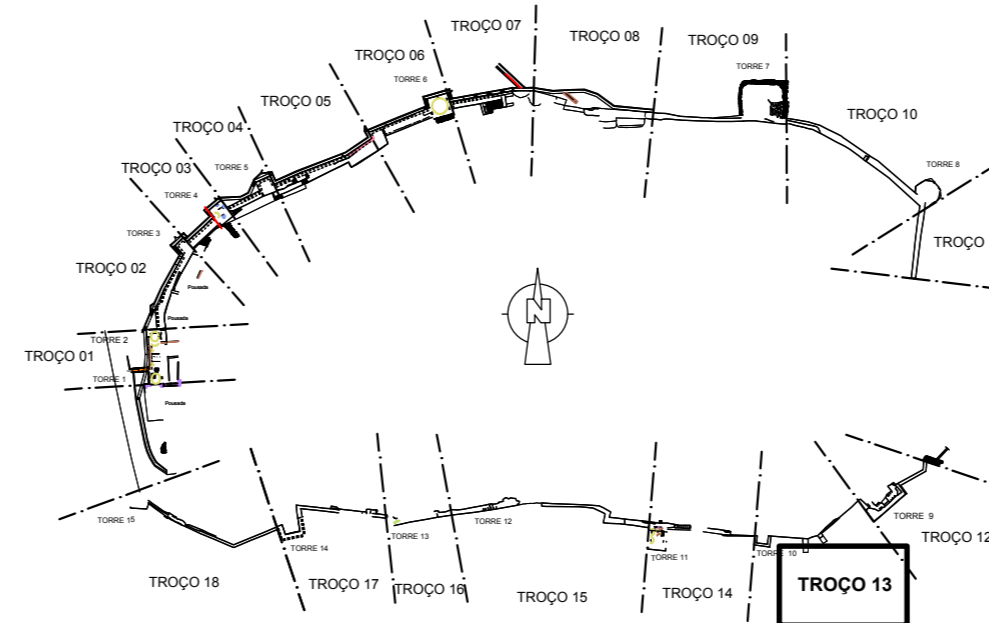 TROÇO 07
TROÇO 08
TROÇO 09
TROÇO 06
TORRE 7
TORRE 6
TROÇO 05
TROÇO 10
TROÇO 04
TROÇO 03
TORRE 5
TORRE 8
TORRE 4
TORRE 3
TROÇO
TROÇO 02
Pousada
N
Pousada
TORRE 2
TROÇO 01
TORRE 1
Pousada
TORRE 15
TORRE 12
TORRE 9
TORRE 13
TROÇO 12
TORRE 14
TORRE 11
TORRE 10
TROÇO 18
TROÇO 17
TROÇO 16
TROÇO 15
TROÇO 14
TROÇO 13